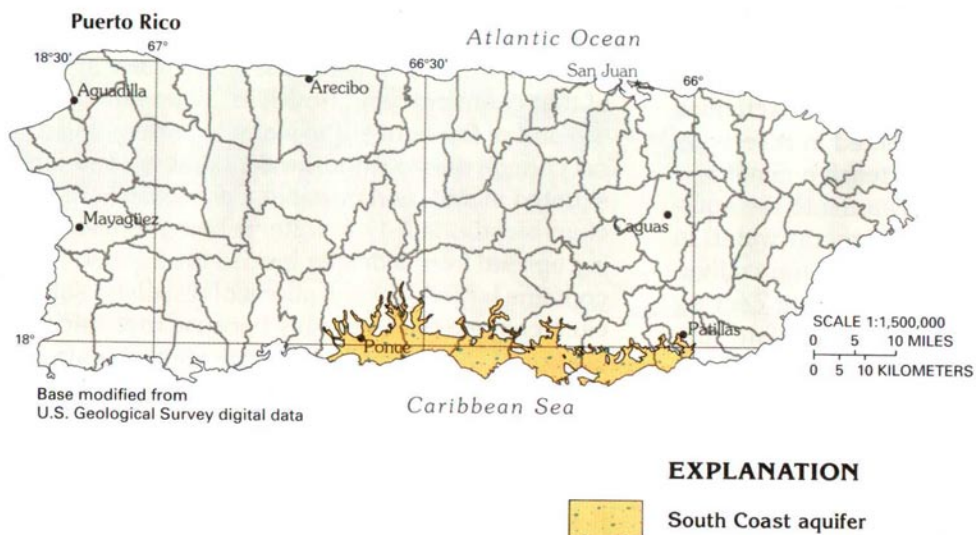 Puerto Rico
67°
Atlantic Ocean
18°30'
66°30'
San Juan
66°
Aguadilla
Arecibo
Mayagüez
Caguas
Patillas
SCALE 1:1,500,000
0 5 10 MILES
0 5 10 KILOMETERS
18°
Ponce
Base modified from
U.S. Geological Survey digital data
Caribbean Sea
EXPLANATION
South Coast aquifer